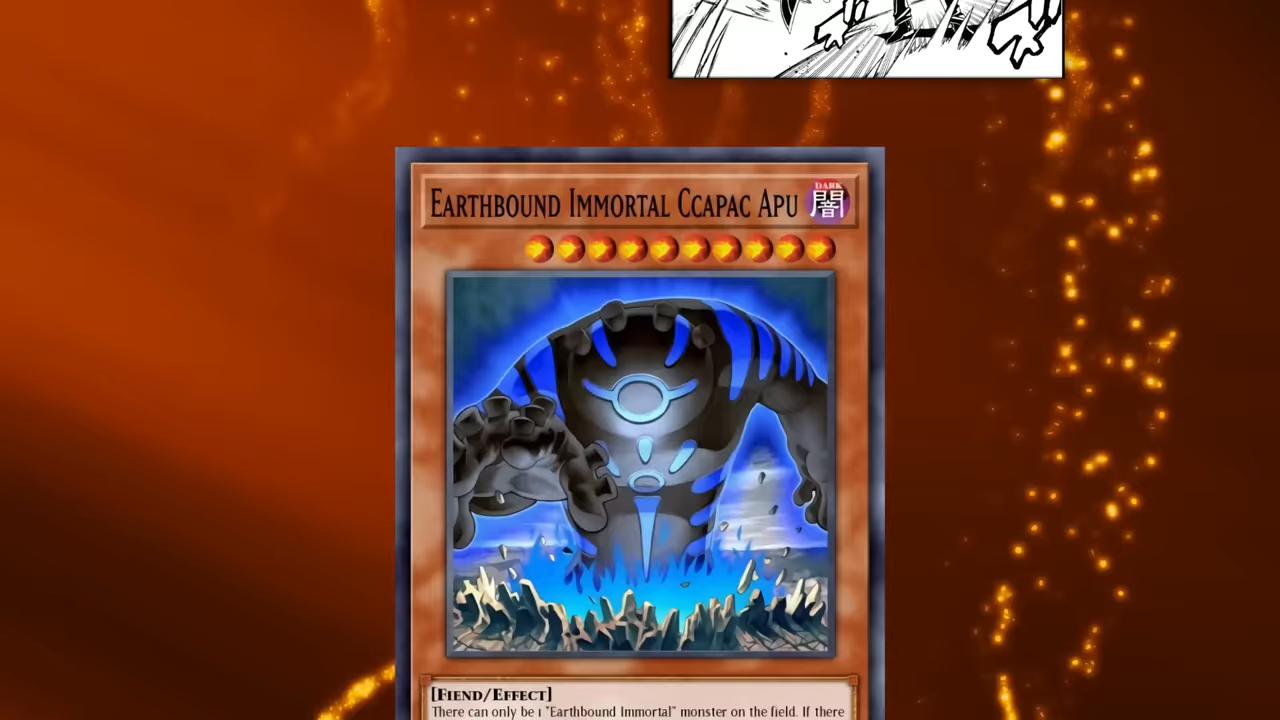 EARTHBOUND IMMORTAL CCAPAC APU
DARK
闇
[FIEND/EFFECT]
There can only be 1 "Earthbound Immortal" monster on the field. If there